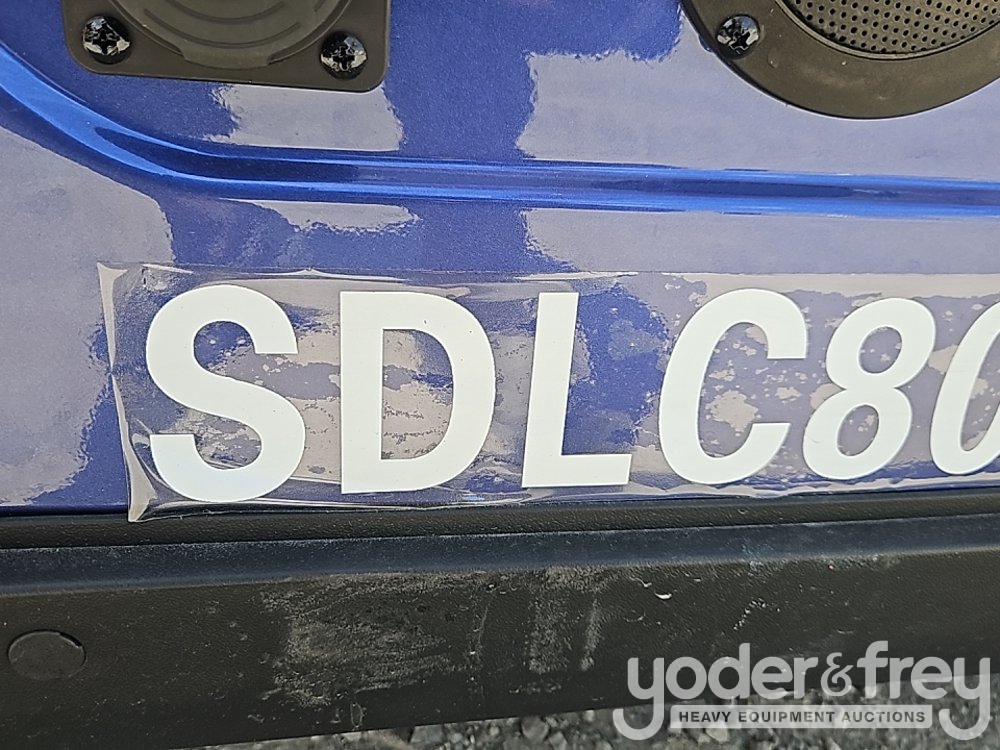 SDLC80
yoder&frey
HEAVY EQUIPMENT AUCTIONS